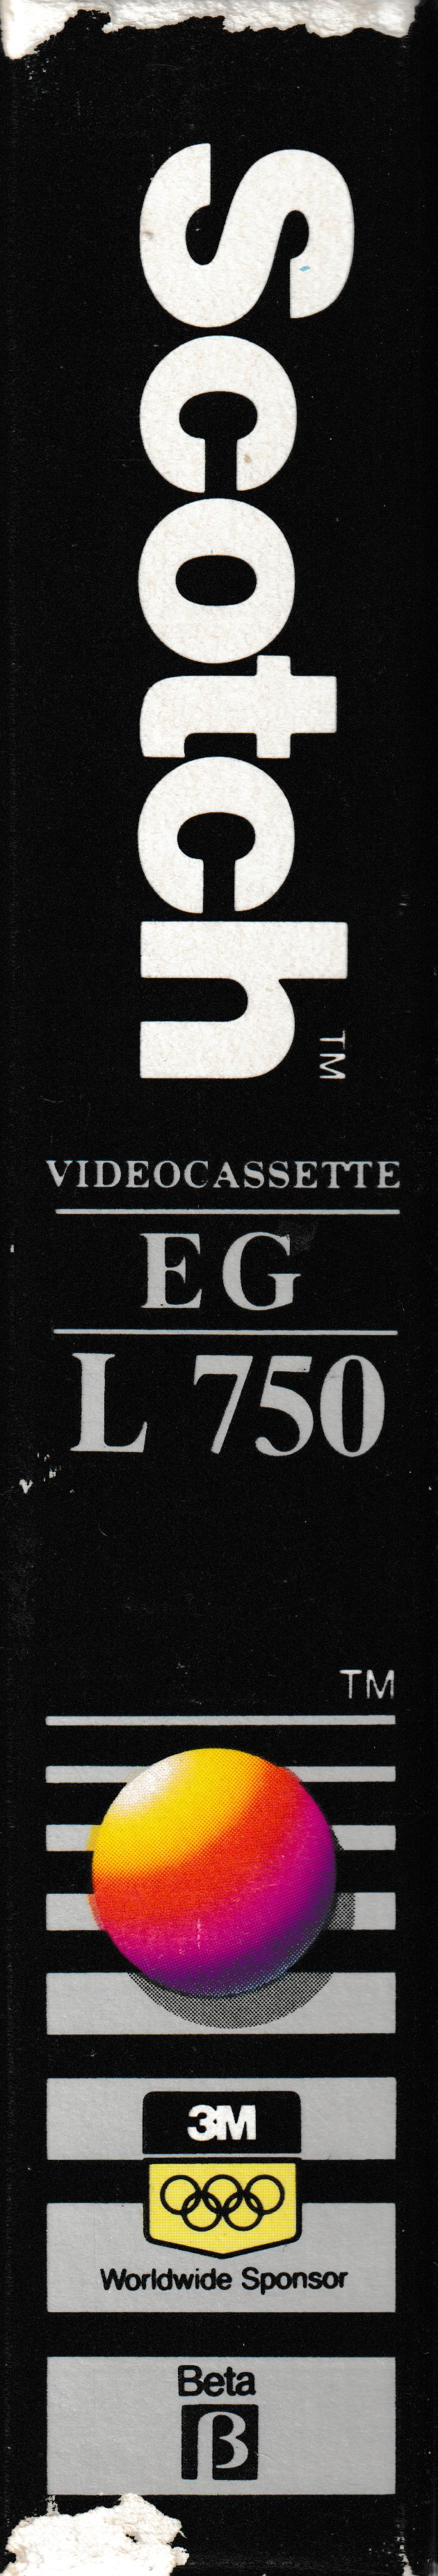 Scotch™
VIDEOCASSETTE
EG
L 750
TM
3M
Worldwide Sponsor
Beta
β